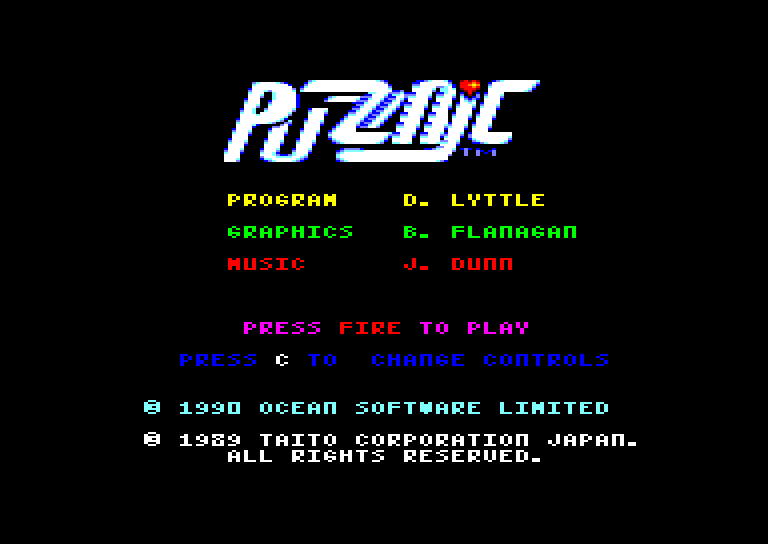 PUZZNIC
TM
PROGRAM D. LYTTLE
GRAPHICS B. FLANAGAN
MUSIC J. DUNN
PRESS FIRE TO PLAY
PRESS C TO CHANGE CONTROLS
© 1990 OCEAN SOFTWARE LIMITED
© 1989 TAITO CORPORATION JAPAN.
ALL RIGHTS RESERVED.